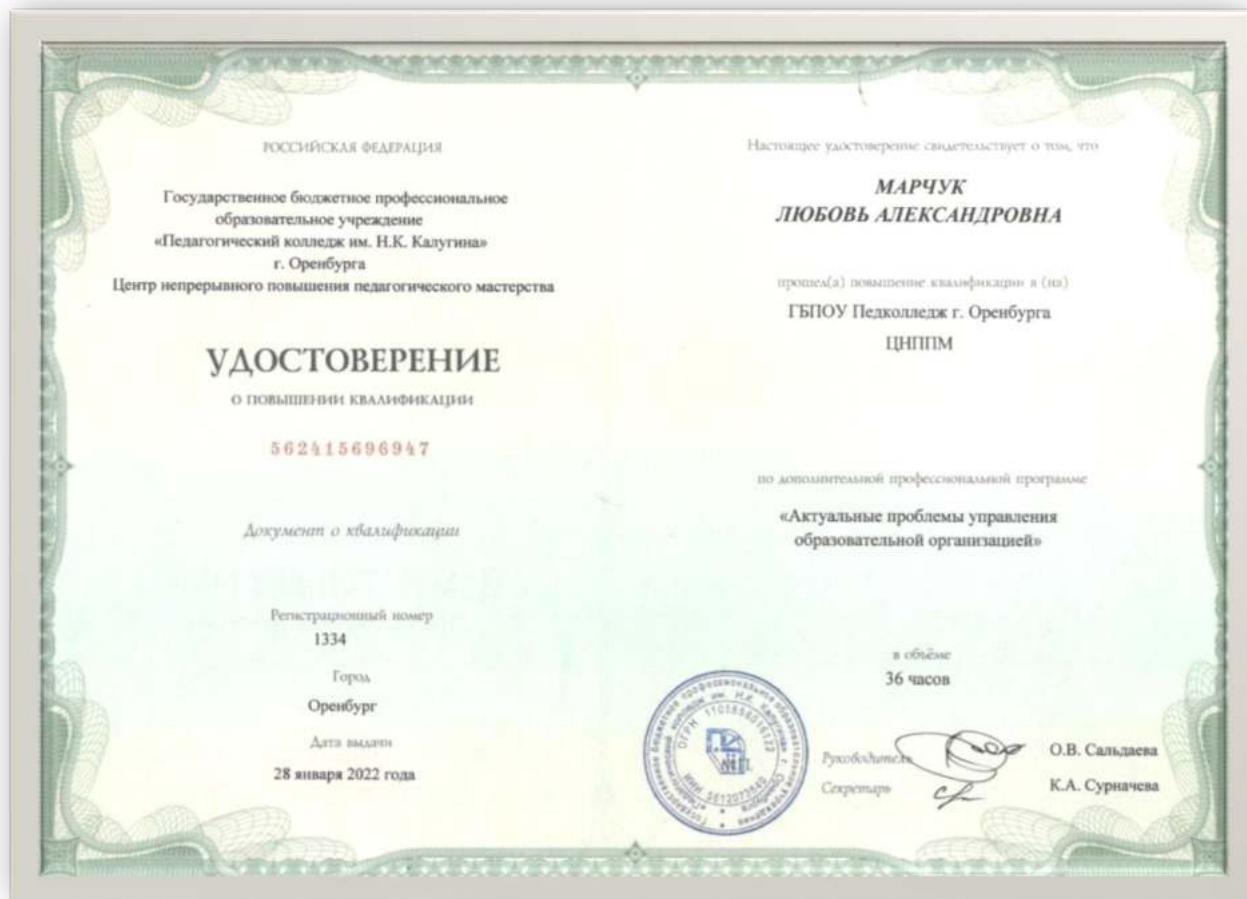 РОССИЙСКАЯ ФЕДЕРАЦИЯ
Государственное бюджетное профессиональное
образовательное учреждение
«Педагогический колледж им. Н.К. Калугина»
г. Оренбурга
Центр непрерывного повышения педагогического мастерства
УДОСТОВЕРЕНИЕ
О ПОВЫШЕНИИ КВАЛИФИКАЦИИ
562415696947
Документ о квалификации
Регистрационный номер
1334
Город
Оренбург
Дата выдачи
28 января 2022 года
Настоящее удостоверение свидетельствует о том, что
МАРЧУК
ЛЮБОВЬ АЛЕКСАНДРОВНА
прошел(а) повышение квалификации в (на)
ГБПОУ Педколледж г. Оренбурга
ЦНППМ
по дополнительной профессиональной программе
«Актуальные проблемы управления
образовательной организацией»
в объёме
36 часов
Руководитель О.В. Сальдаева
Секретарь К.А. Сурначева
М.П.